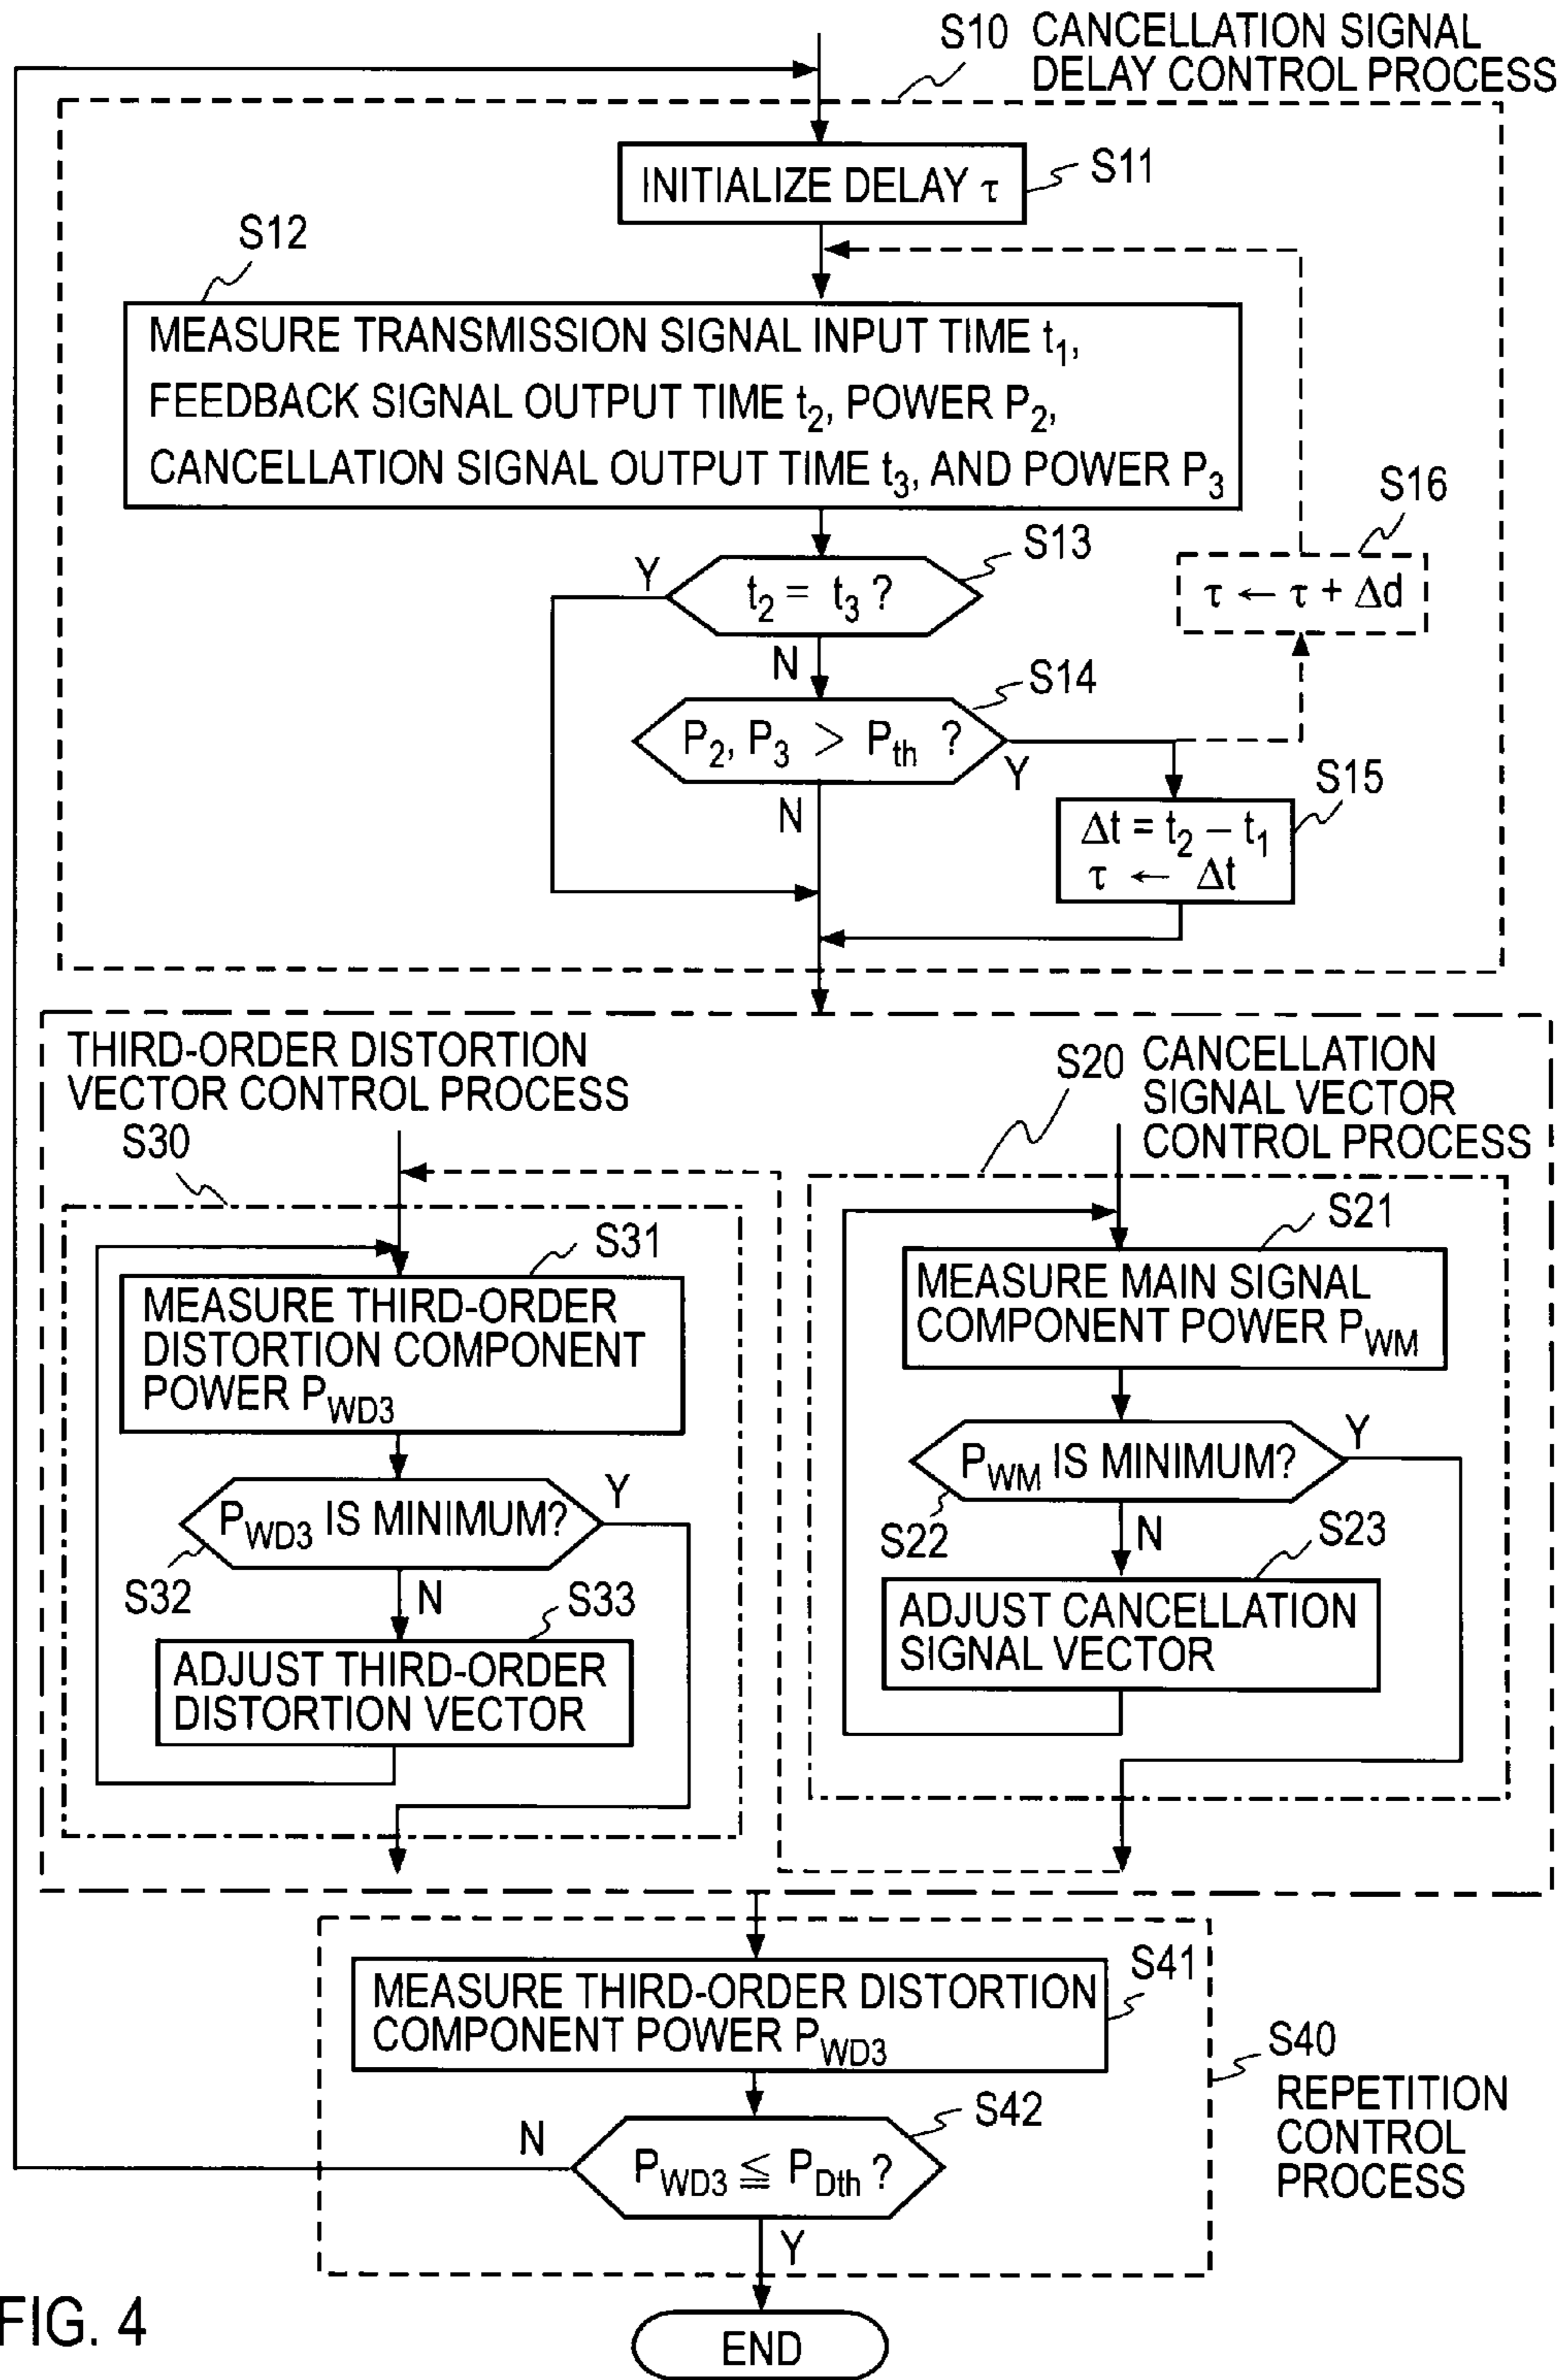 S10 CANCELLATION SIGNAL
DELAY CONTROL PROCESS
INITIALIZE DELAY τ
S11
S12
MEASURE TRANSMISSION SIGNAL INPUT TIME t1,
FEEDBACK SIGNAL OUTPUT TIME t2, POWER P2,
CANCELLATION SIGNAL OUTPUT TIME t3, AND POWER P3
S16
τ ← τ + Δd
S13
Y
t2 = t3 ?
N
S14
P2, P3 > Pth ?
Y
N
S15
Δt = t2 – t1
τ ← Δt
THIRD-ORDER DISTORTION
VECTOR CONTROL PROCESS
S30
S31
MEASURE THIRD-ORDER
DISTORTION COMPONENT
POWER PWD3
PWD3 IS MINIMUM?
Y
S32
N
S33
ADJUST THIRD-ORDER
DISTORTION VECTOR
S20 CANCELLATION
SIGNAL VECTOR
CONTROL PROCESS
S21
MEASURE MAIN SIGNAL
COMPONENT POWER PWM
PWM IS MINIMUM?
Y
S22
N
S23
ADJUST CANCELLATION
SIGNAL VECTOR
S41
MEASURE THIRD-ORDER DISTORTION
COMPONENT POWER PWD3
S40
REPETITION
CONTROL
PROCESS
S42
N
PWD3 ≦ PDth ?
Y
END
FIG. 4